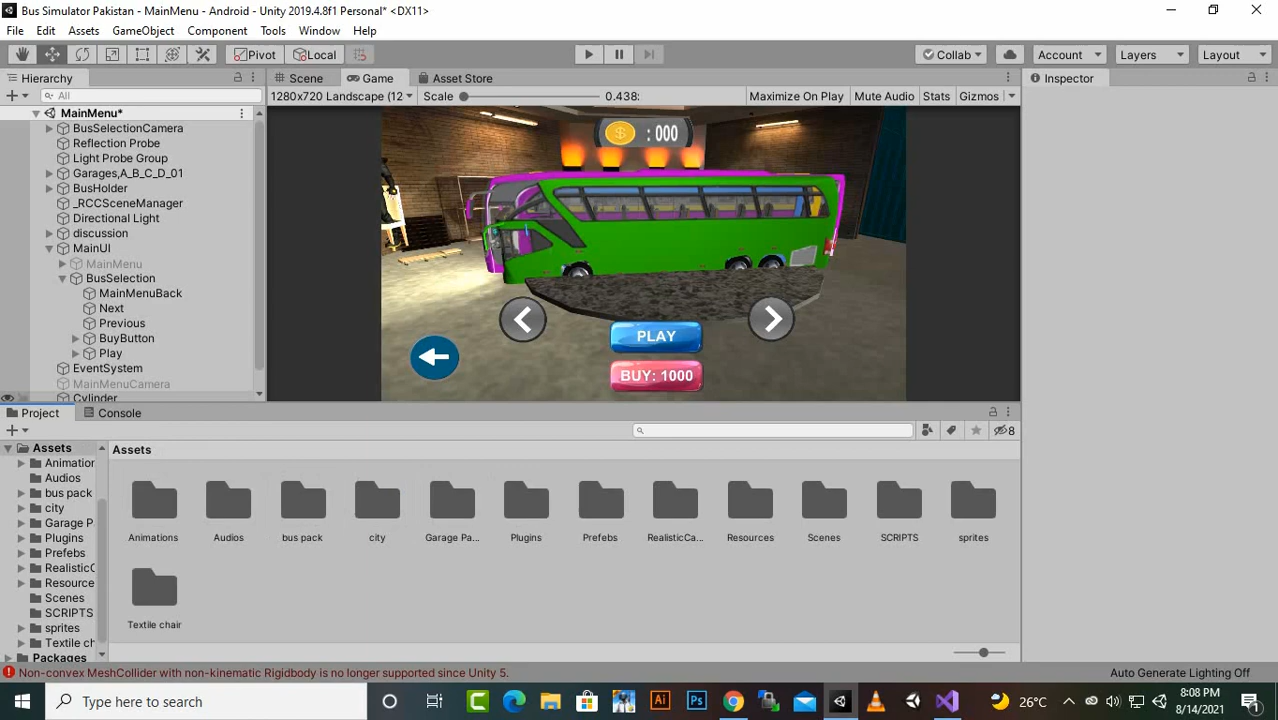 Bus Simulator Pakistan - MainMenu - Android - Unity 2019.4.8f1 Personal* <DX11>
File Edit Assets GameObject Component Tools Window Help
Pivot Local Collab Account Layers Layout
Hierarchy Scene Game Asset Store Inspector
All 1280x720 Landscape (12 Scale 0.438: Maximize On Play Mute Audio Stats Gizmos
MainMenu*
BusSelectionCamera
Reflection Probe
Light Probe Group
Garages,A_B_C_D_01
BusHolder
_RCCSceneManager
Directional Light
discussion
MainUI
MainMenu
BusSelection
MainMenuBack
Next
Previous
BuyButton
Play
EventSystem
MainMenuCamera
Cylinder
$ : 000
PLAY
BUY: 1000
Project Console
8
Assets
Animation
Audios
bus pack
city
Garage P
Plugins
Prefebs
RealisticC
Resource
Scenes
SCRIPTS
sprites
Textile ch
Packages
Assets
Animations Audios bus pack city Garage Pa... Plugins Prefebs RealisticCa... Resources Scenes SCRIPTS sprites
Textile chair
Non-convex MeshCollider with non-kinematic Rigidbody is no longer supported since Unity 5. Auto Generate Lighting Off
Type here to search
Ai Ps
26°C
8:08 PM
8/14/2021
1